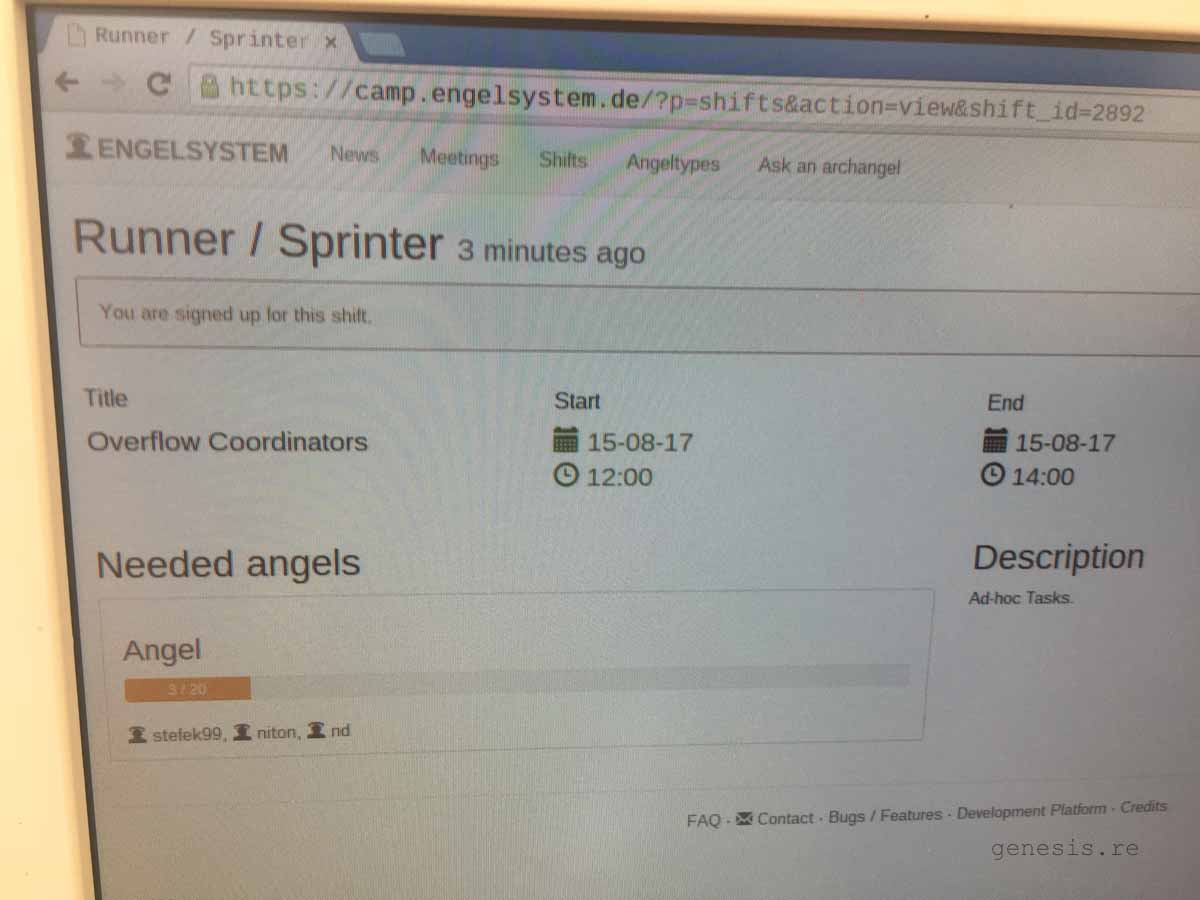 Runner / Sprinter ×
https://camp.engelsystem.de/?p=shifts&action=view&shift_id=2892
ENGELSYSTEM News Meetings Shifts Angeltypes Ask an archangel
Runner / Sprinter 3 minutes ago
You are signed up for this shift.
Title Start End
Overflow Coordinators 15-08-17 15-08-17
12:00 14:00
Needed angels Description
Ad-hoc Tasks.
Angel
3 / 20
stefek99, niton, nd
FAQ · Contact · Bugs / Features · Development Platform · Credits
genesis.re